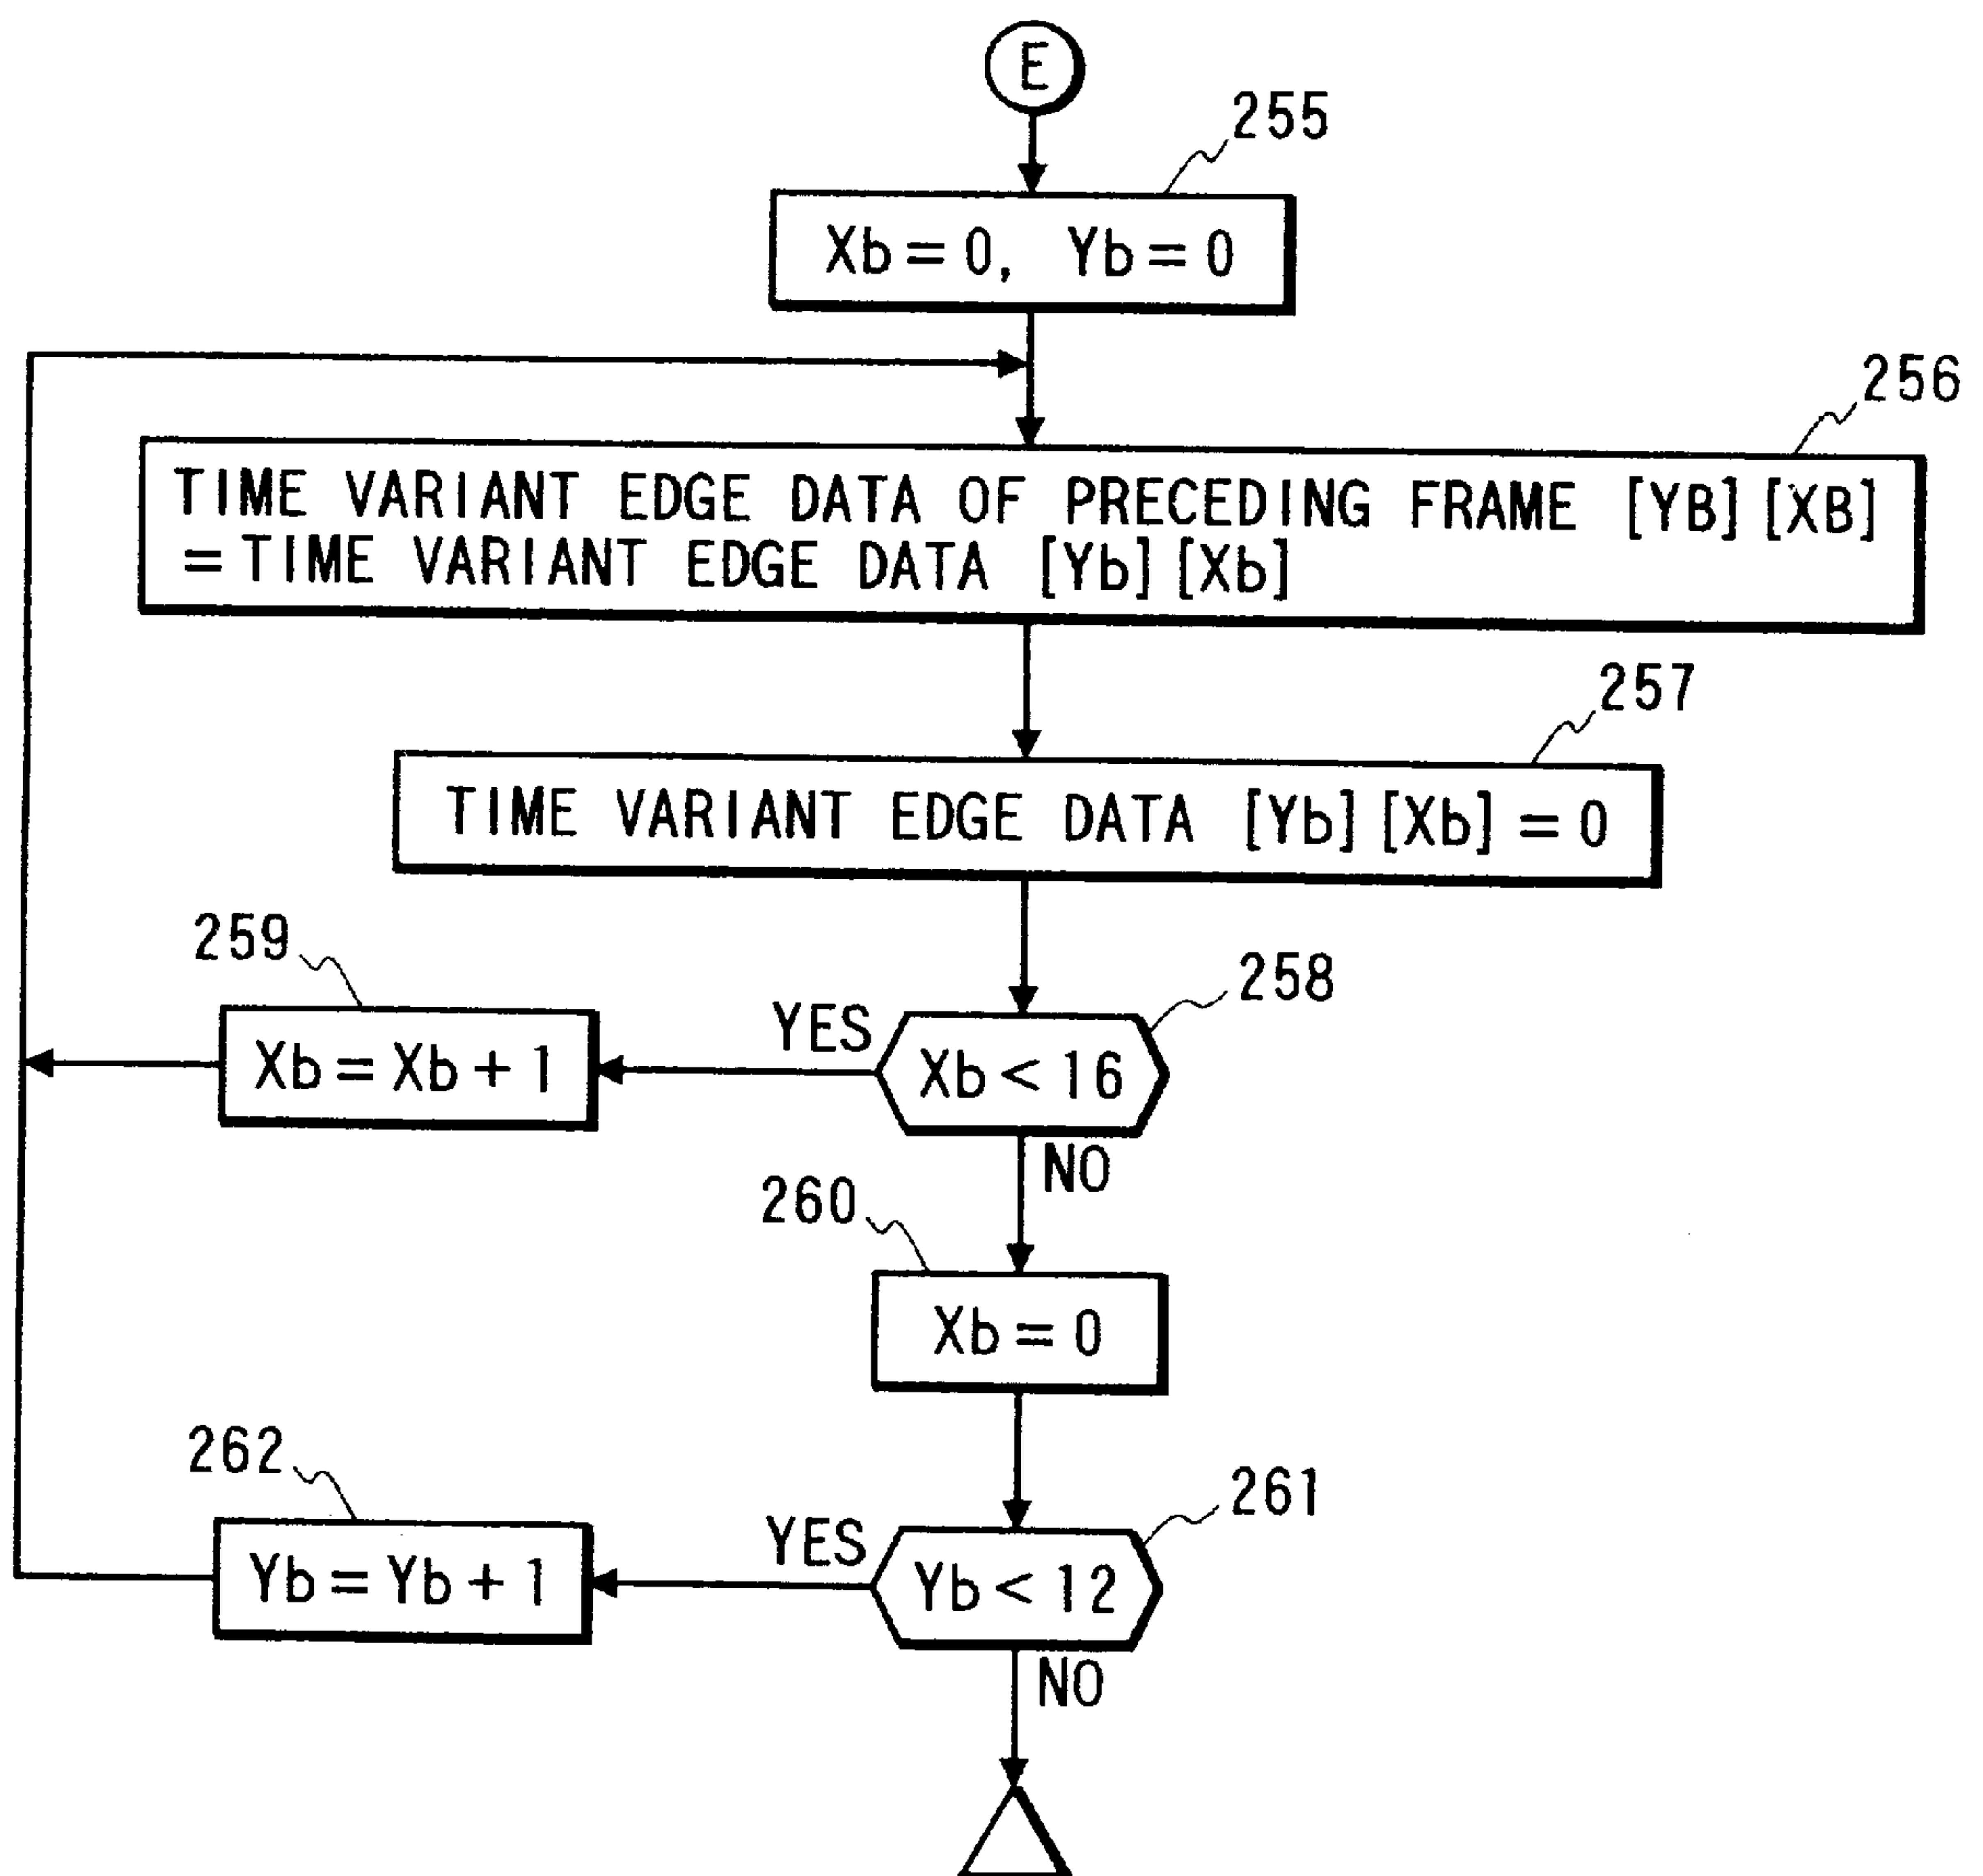 E
255
Xb=0, Yb=0
256
TIME VARIANT EDGE DATA OF PRECEDING FRAME [YB][XB]
=TIME VARIANT EDGE DATA [Yb][Xb]
257
TIME VARIANT EDGE DATA [Yb][Xb]=0
259
258
YES
Xb=Xb+1
Xb<16
NO
260
Xb=0
262
261
YES
Yb=Yb+1
Yb<12
NO